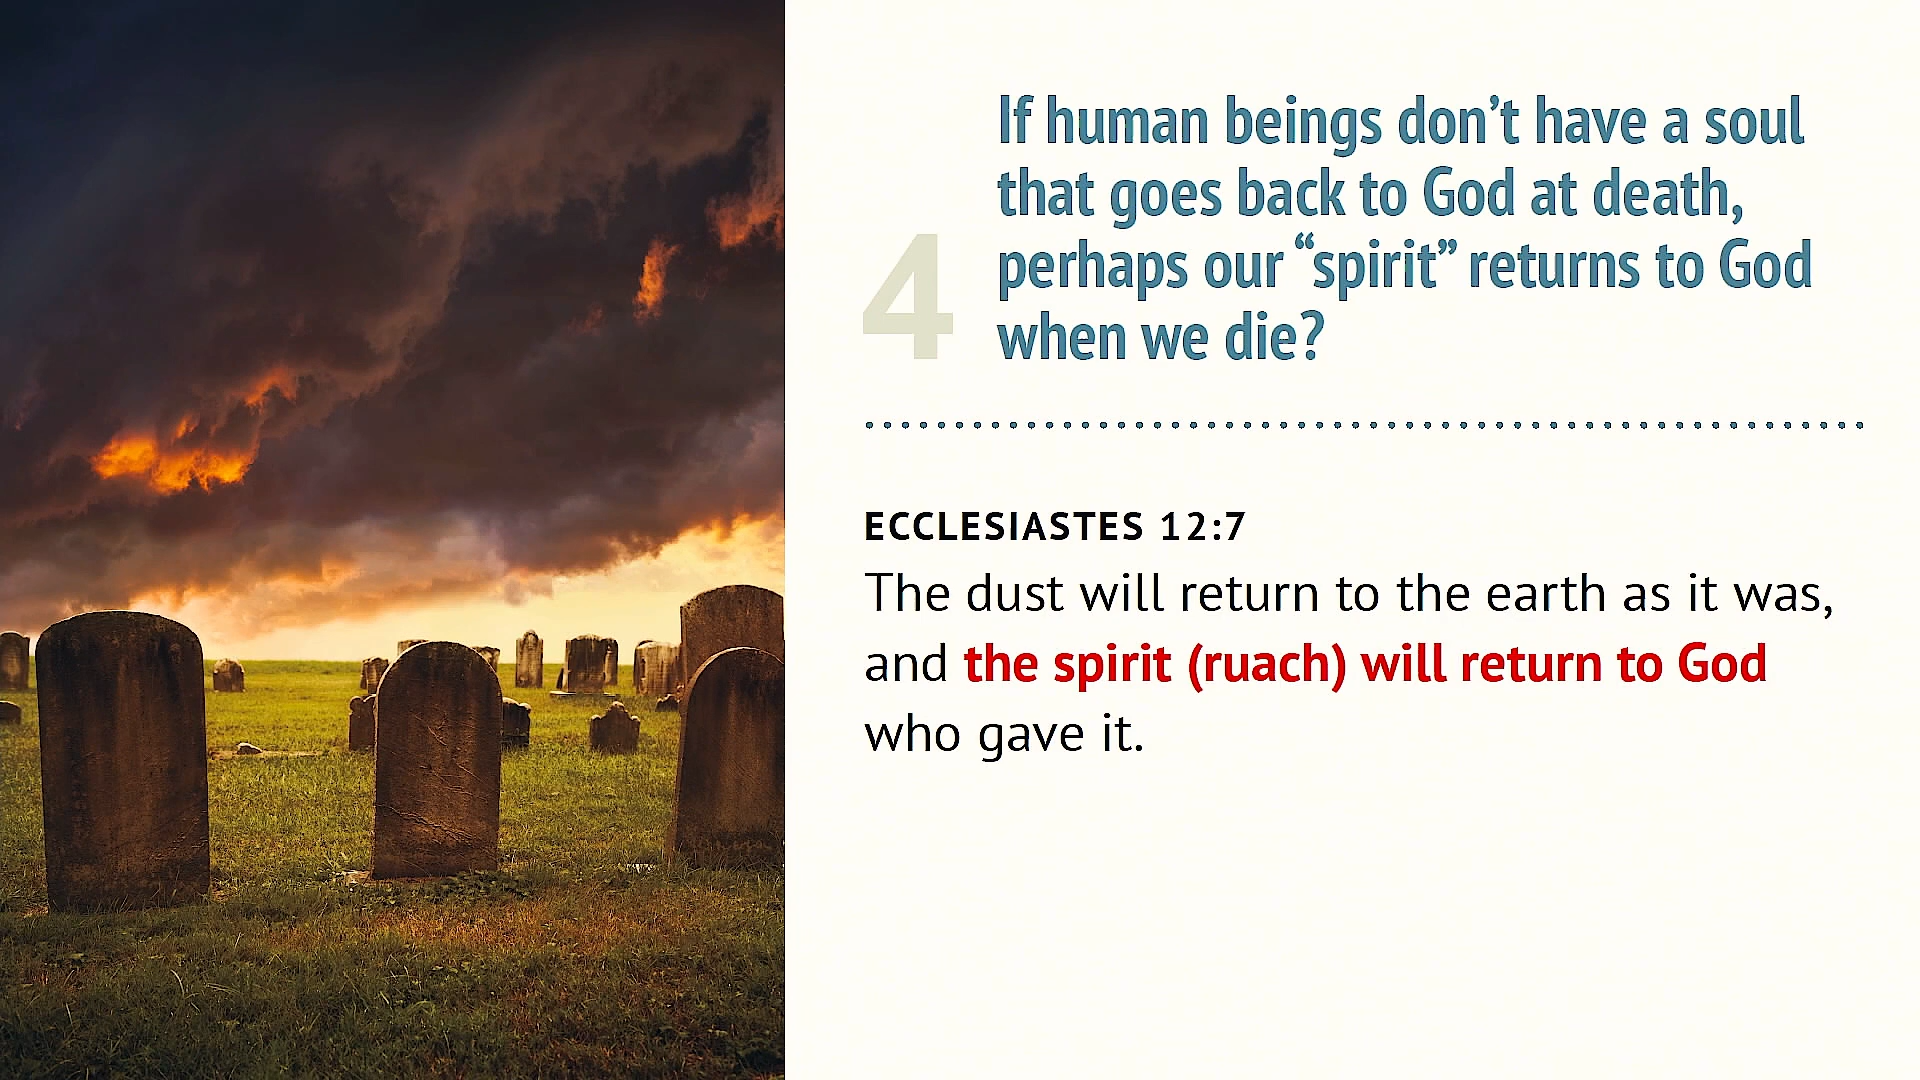 4
If human beings don’t have a soul
that goes back to God at death,
perhaps our “spirit” returns to God
when we die?
ECCLESIASTES 12:7
The dust will return to the earth as it was,
and the spirit (ruach) will return to God
who gave it.